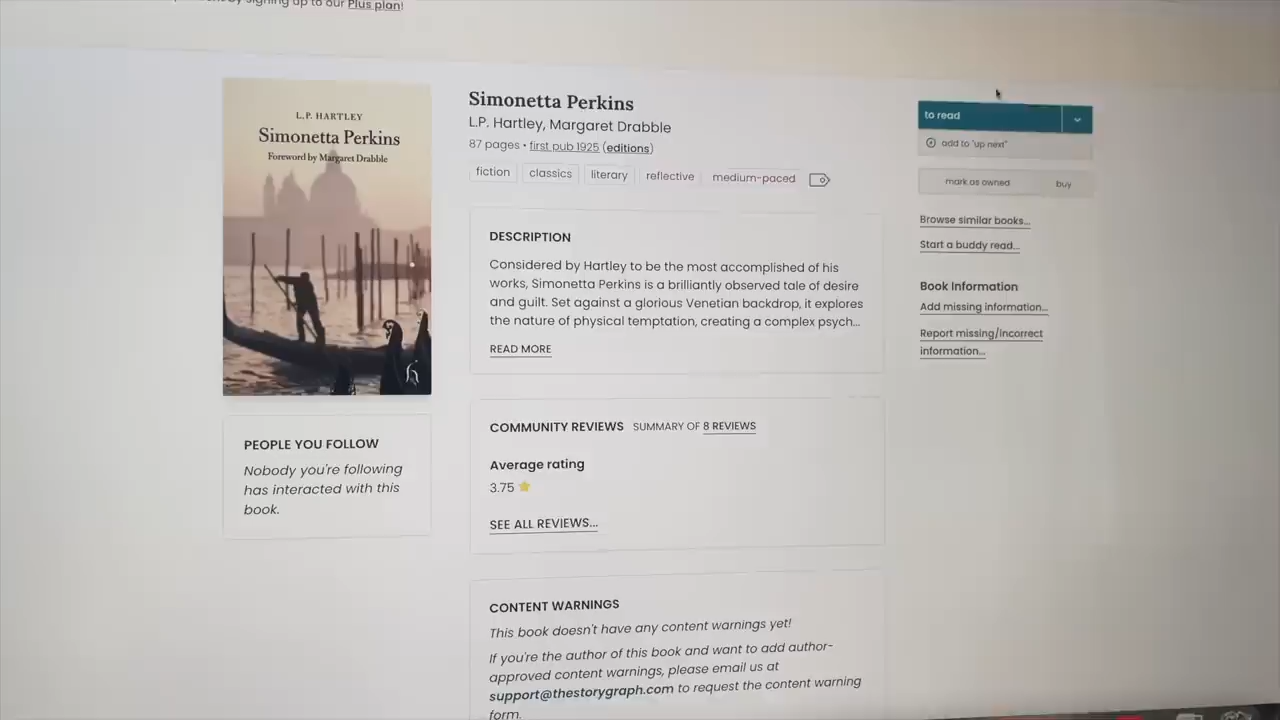 signing up to our Plus plan!
L.P. HARTLEY
Simonetta Perkins
Foreword by Margaret Drabble
Simonetta Perkins
L.P. Hartley, Margaret Drabble
87 pages • first pub 1925 (editions)
fiction
classics
literary
reflective
medium-paced
to read
add to "up next"
mark as owned
buy
Browse similar books...
Start a buddy read...
Book Information
Add missing information...
Report missing/incorrect
information...
DESCRIPTION
Considered by Hartley to be the most accomplished of his
works, Simonetta Perkins is a brilliantly observed tale of desire
and guilt. Set against a glorious Venetian backdrop, it explores
the nature of physical temptation, creating a complex psych...
READ MORE
PEOPLE YOU FOLLOW
Nobody you're following
has interacted with this
book.
COMMUNITY REVIEWS SUMMARY OF 8 REVIEWS
Average rating
3.75
SEE ALL REVIEWS...
CONTENT WARNINGS
This book doesn't have any content warnings yet!
If you're the author of this book and want to add author-
approved content warnings, please email us at
support@thestorygraph.com to request the content warning
form.